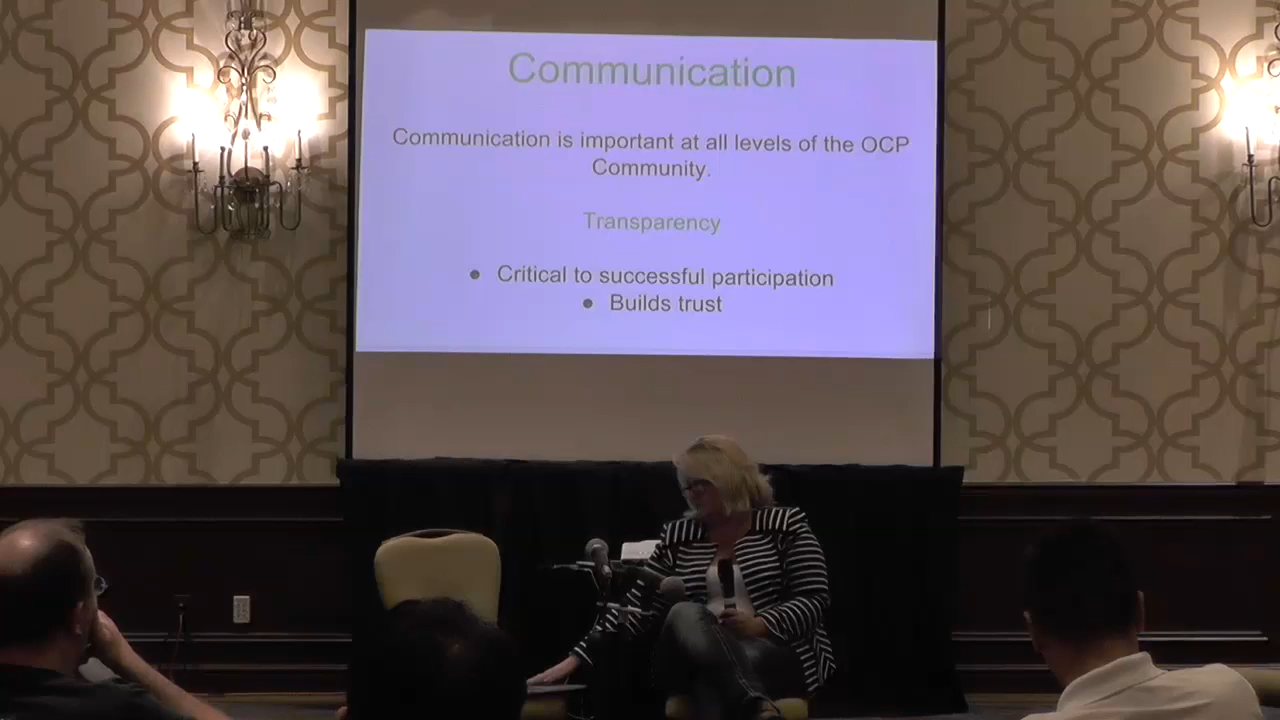 Communication
Communication is important at all levels of the OCP
Community.
Transparency
● Critical to successful participation
● Builds trust